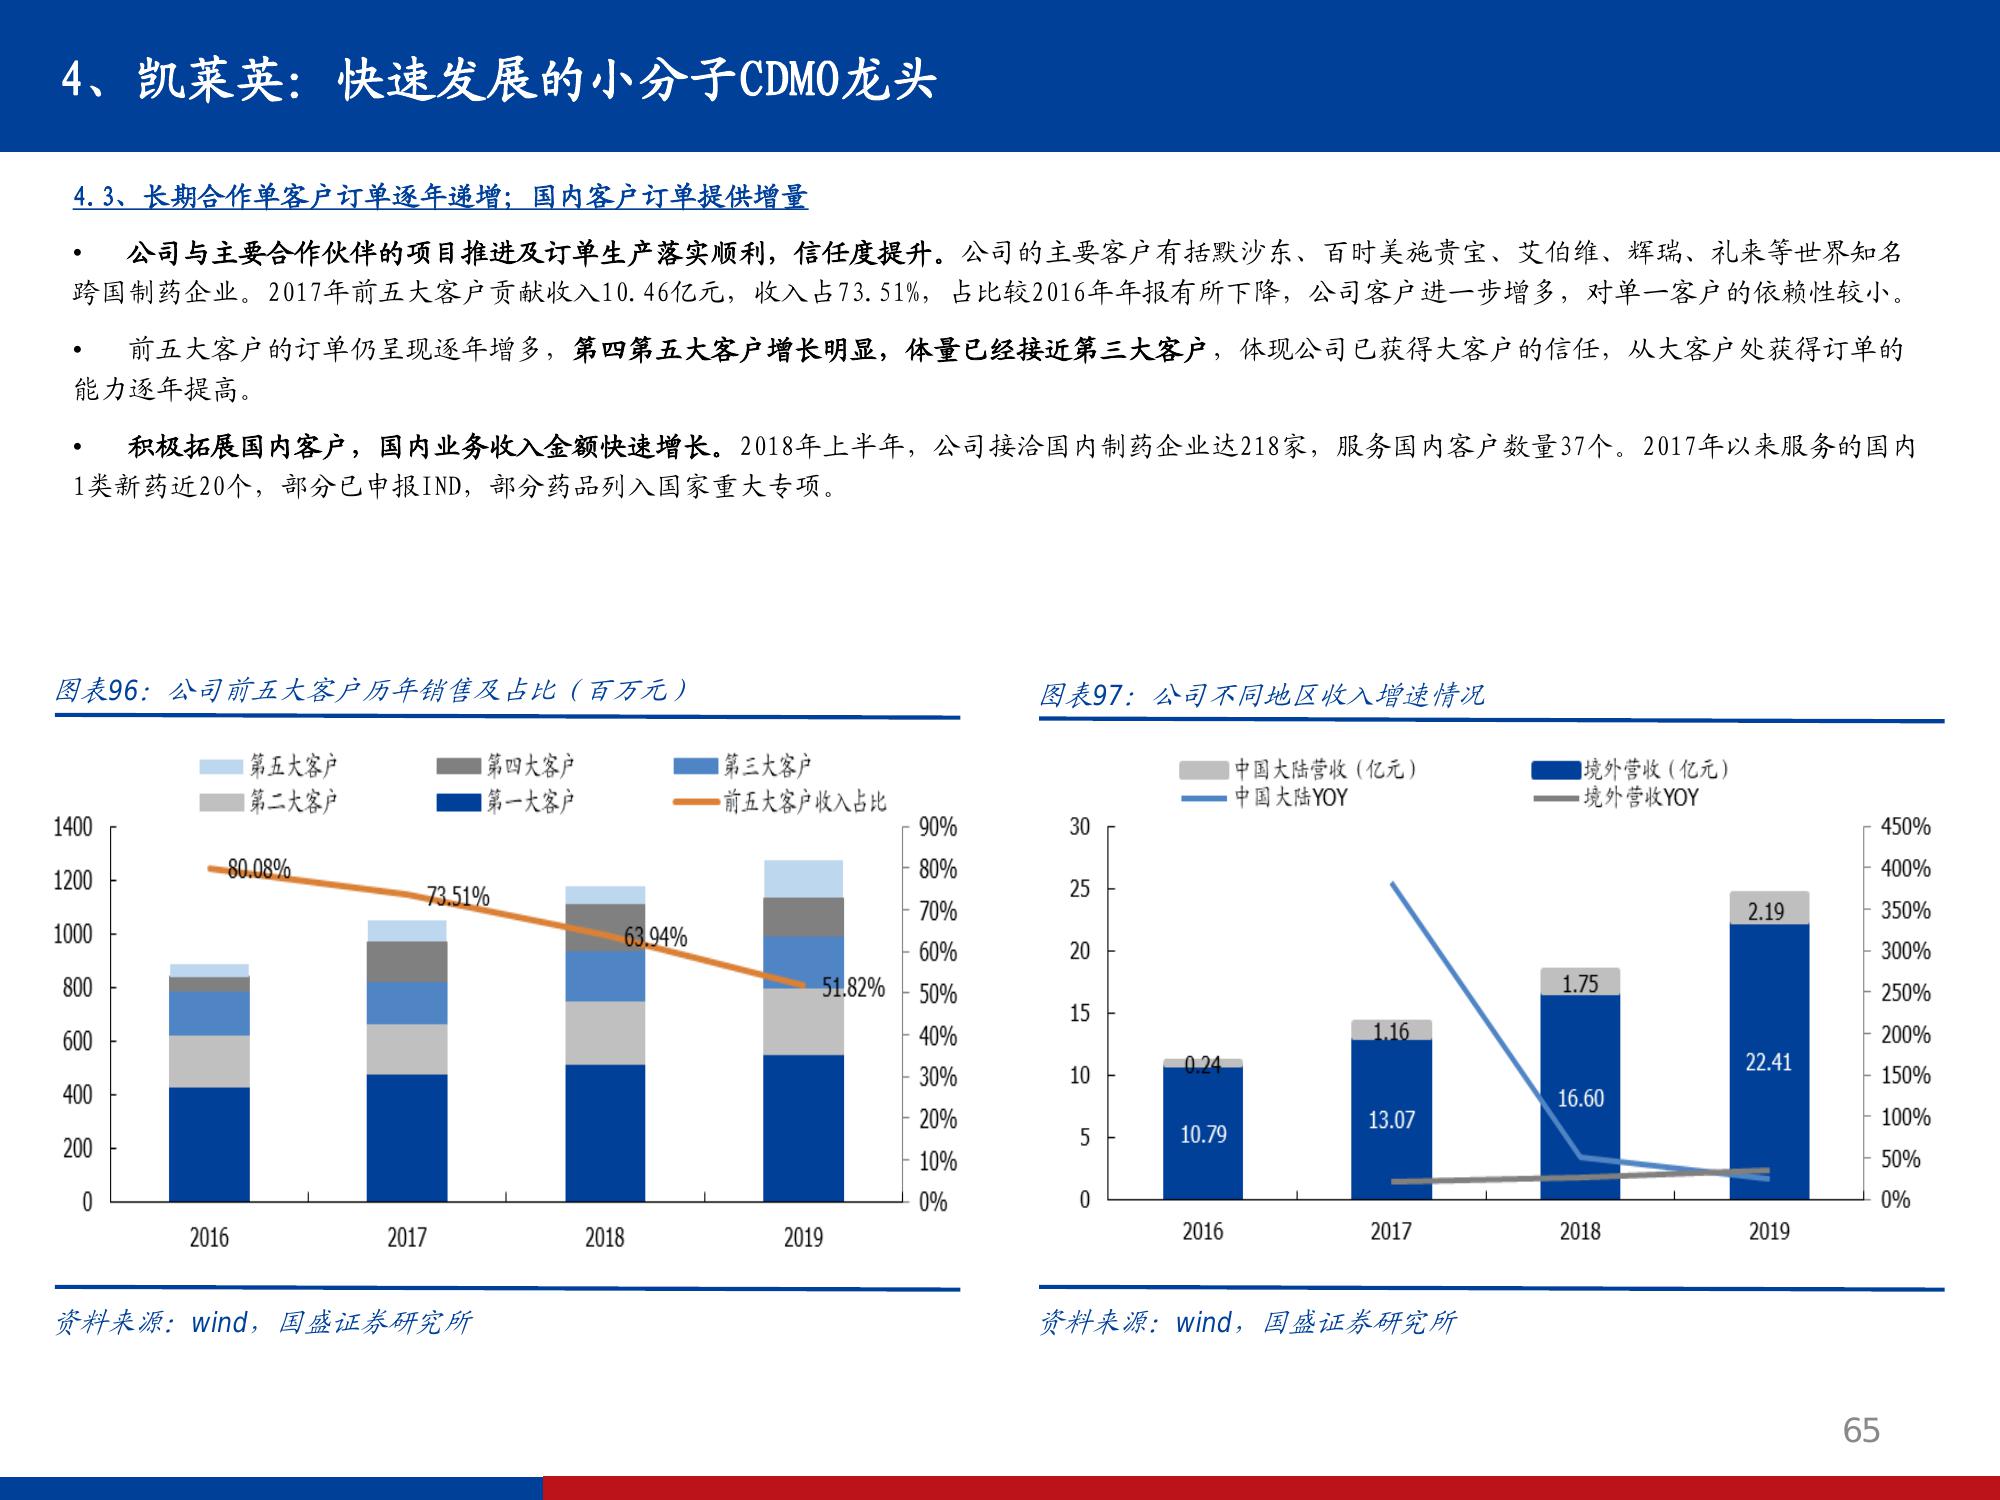 4、凯莱英：快速发展的小分子CDMO龙头
4.3、长期合作单客户订单逐年递增；国内客户订单提供增量
• 公司与主要合作伙伴的项目推进及订单生产落实顺利，信任度提升。公司的主要客户有括默沙东、百时美施贵宝、艾伯维、辉瑞、礼来等世界知名
跨国制药企业。2017年前五大客户贡献收入10.46亿元，收入占73.51%，占比较2016年年报有所下降，公司客户进一步增多，对单一客户的依赖性较小。
• 前五大客户的订单仍呈现逐年增多，第四第五大客户增长明显，体量已经接近第三大客户，体现公司已获得大客户的信任，从大客户处获得订单的
能力逐年提高。
• 积极拓展国内客户，国内业务收入金额快速增长。2018年上半年，公司接洽国内制药企业达218家，服务国内客户数量37个。2017年以来服务的国内
1类新药近20个，部分已申报IND，部分药品列入国家重大专项。
图表96：公司前五大客户历年销售及占比（百万元）
第五大客户 第四大客户 第三大客户
第二大客户 第一大客户 前五大客户收入占比
1400 90%
1200 80%
1000 70%
800 60%
600 50%
400 40%
200 30%
0 20%
10%
0%
80.08%
73.51%
63.94%
51.82%
2016 2017 2018 2019
资料来源：wind，国盛证券研究所
图表97：公司不同地区收入增速情况
中国大陆营收（亿元） 境外营收（亿元）
中国大陆YOY 境外营收YOY
30 450%
25 400%
20 350%
15 300%
10 250%
5 200%
0 150%
100%
50%
0%
0.24 1.16 1.75 2.19
10.79 13.07 16.60 22.41
2016 2017 2018 2019
资料来源：wind，国盛证券研究所
65